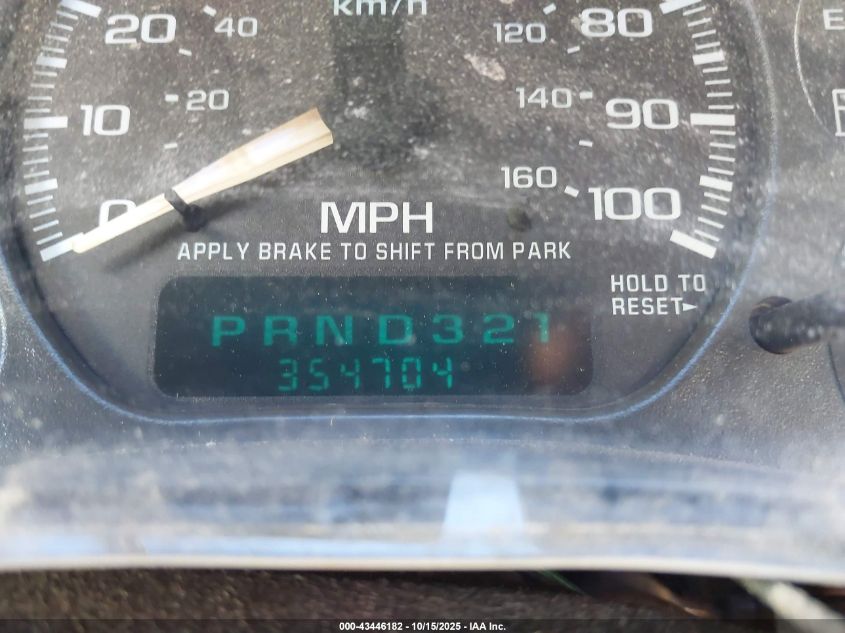 km/h
20 40 120 80
10 20 140 90
0 160 100
MPH
APPLY BRAKE TO SHIFT FROM PARK
HOLD TO
RESET
PRND321
354704
E
000-43446182 - 10/15/2025 - IAA Inc.